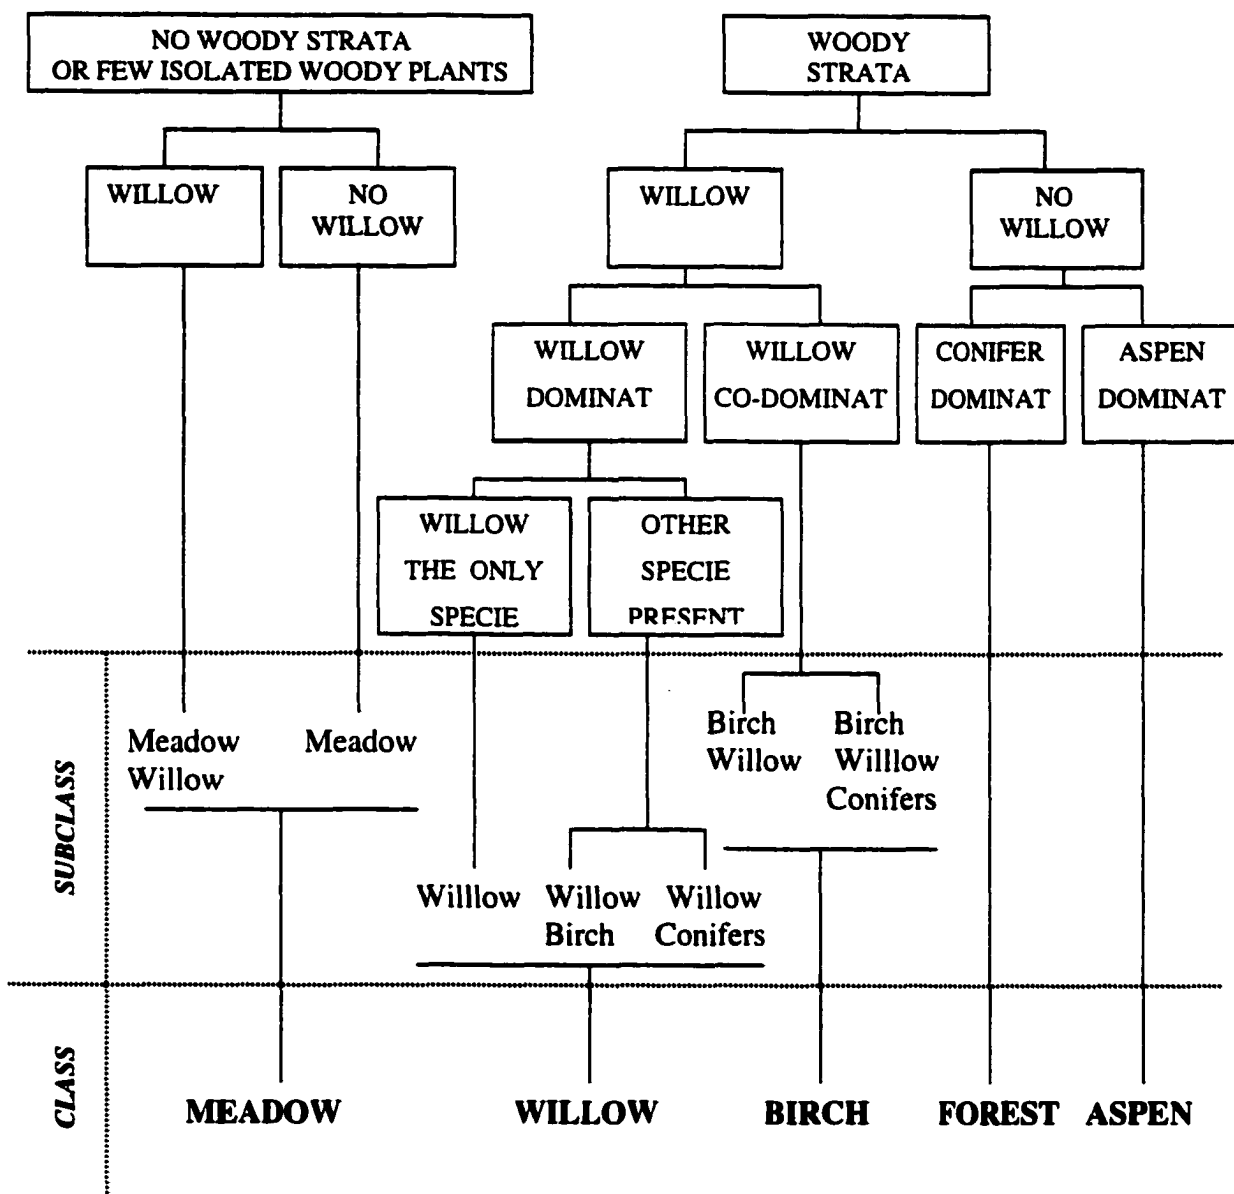 NO WOODY STRATA
OR FEW ISOLATED WOODY PLANTS
WOODY
STRATA
WILLOW
NO
WILLOW
WILLOW
NO
WILLOW
WILLOW
DOMINAT
WILLOW
CO-DOMINAT
CONIFER
DOMINAT
ASPEN
DOMINAT
WILLOW
THE ONLY
SPECIE
OTHER
SPECIE
PRESENT
SUBCLASS
Meadow
Willow
Meadow
Birch
Willow
Birch
Willlow
Conifers
Willlow
Willow
Birch
Willow
Conifers
CLASS
MEADOW
WILLOW
BIRCH
FOREST
ASPEN